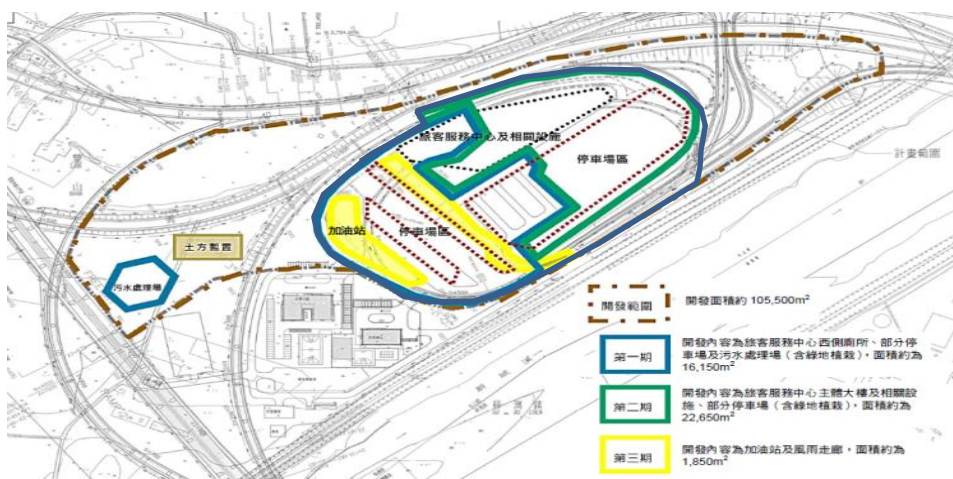 旅客服務中心及相關設施
停車場區
計畫範圍
加油站
停車場區
土方暫置
污水處理場
開發範圍
開發面積約 105,500m²
第一期
開發內容為旅客服務中心西側廁所、部分停
車場及污水處理場（含綠地植栽)，面積約為
16,150m²
第二期
開發內容為旅客服務中心主體大樓及相關設
施、部分停車場（含綠地植栽)，面積約為
22,650m²
第三期
開發內容為加油站及風雨走廊，面積約為
1,850m²